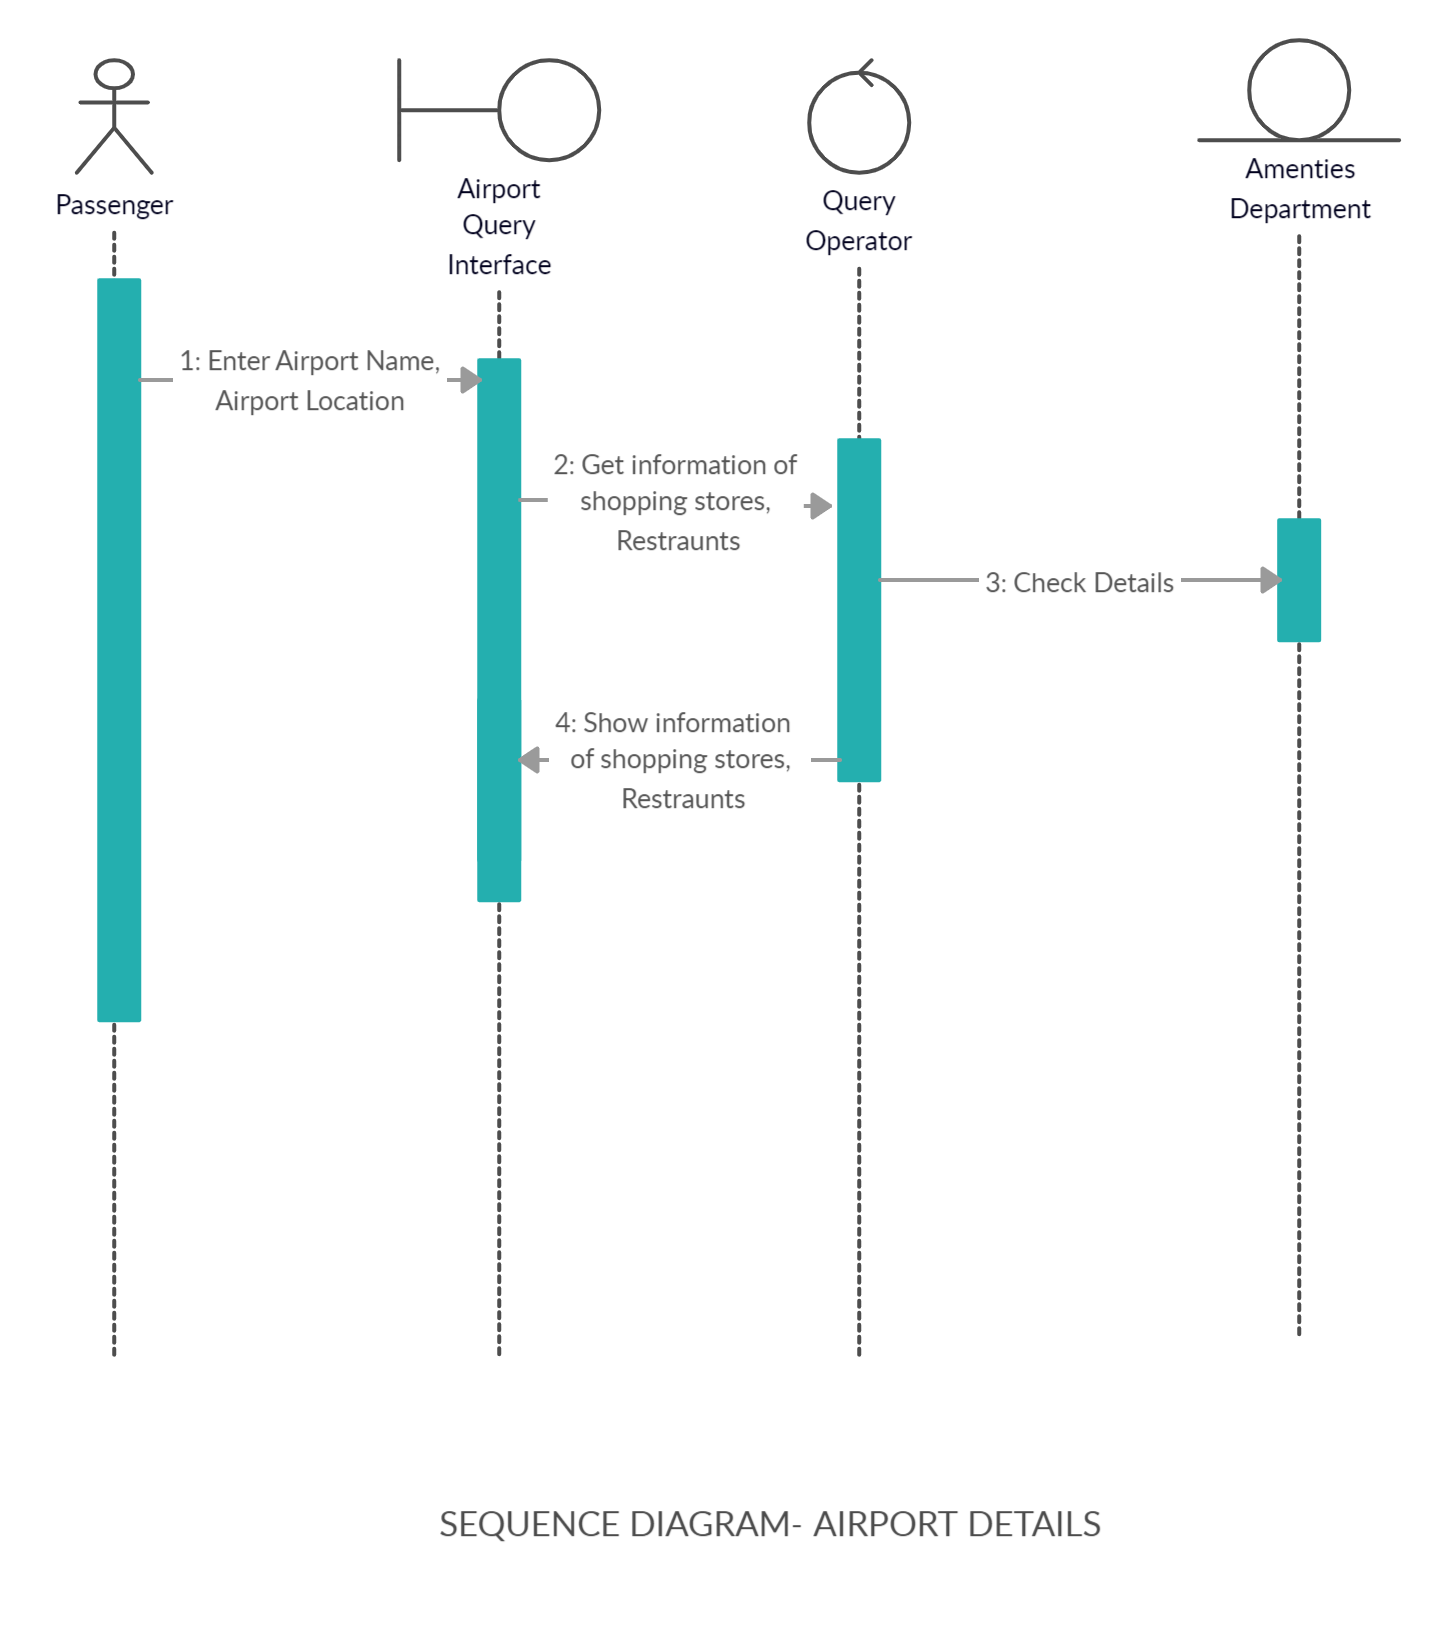 Passenger
Airport
Query
Interface
Query
Operator
Amenties
Department
1: Enter Airport Name,
Airport Location
2: Get information of
shopping stores,
Restraunts
3: Check Details
4: Show information
of shopping stores,
Restraunts
SEQUENCE DIAGRAM- AIRPORT DETAILS